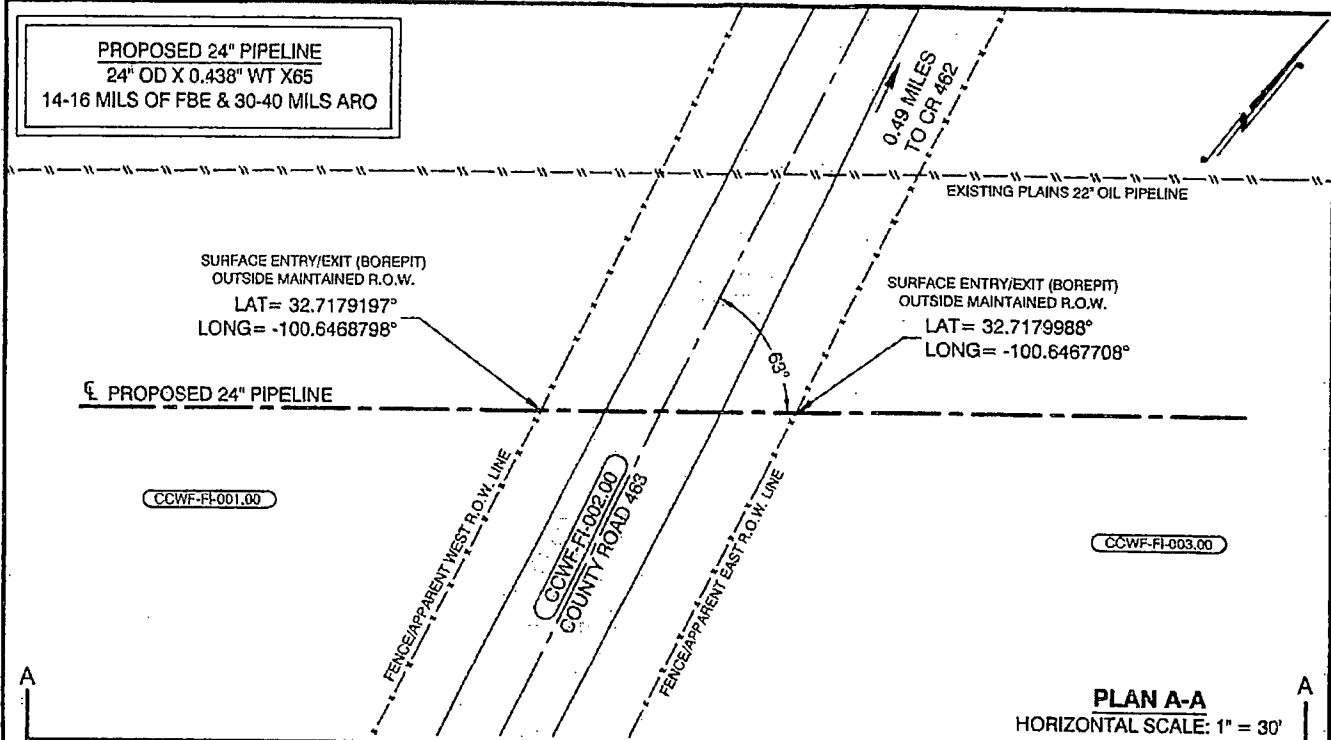 PROPOSED 24" PIPELINE
24" OD X 0.438" WT X65
14-16 MILS OF FBE & 30-40 MILS ARO
0.49 MILES
TO CR 462
EXISTING PLAINS 22" OIL PIPELINE
SURFACE ENTRY/EXIT (BOREPIT)
OUTSIDE MAINTAINED R.O.W.
LAT= 32.7179197°
LONG= -100.6468798°
SURFACE ENTRY/EXIT (BOREPIT)
OUTSIDE MAINTAINED R.O.W.
LAT= 32.7179988°
LONG= -100.6467708°
63°
℄ PROPOSED 24" PIPELINE
FENCE/APPARENT WEST R.O.W. LINE
CCWF-FI-001.00
CCWF-FI-002.00
COUNTY ROAD 463
FENCE/APPARENT EAST R.O.W. LINE
CCWF-FI-003.00
A
PLAN A-A
HORIZONTAL SCALE: 1" = 30'
A